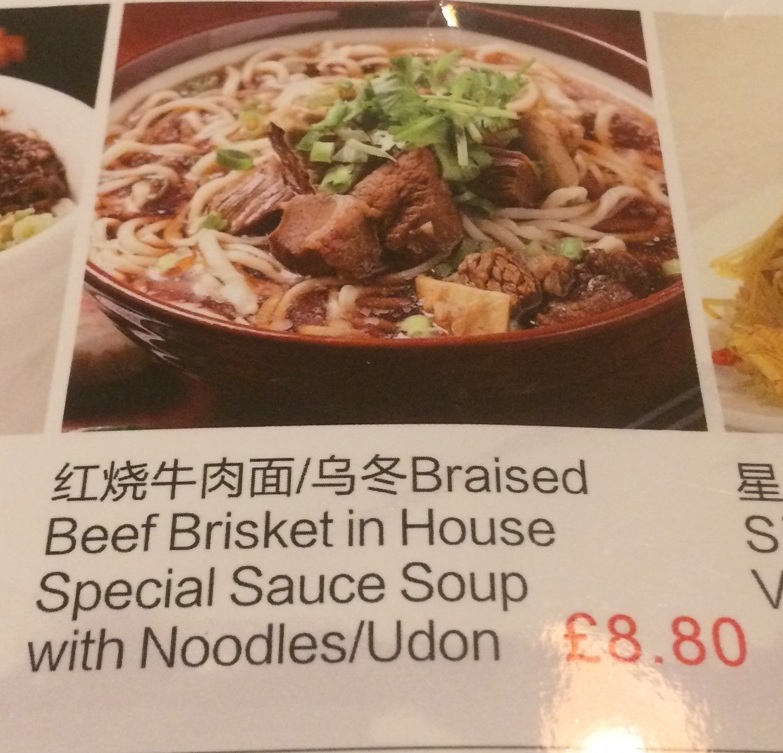 红烧牛肉面/乌冬Braised
Beef Brisket in House
Special Sauce Soup
with Noodles/Udon £8.80
星